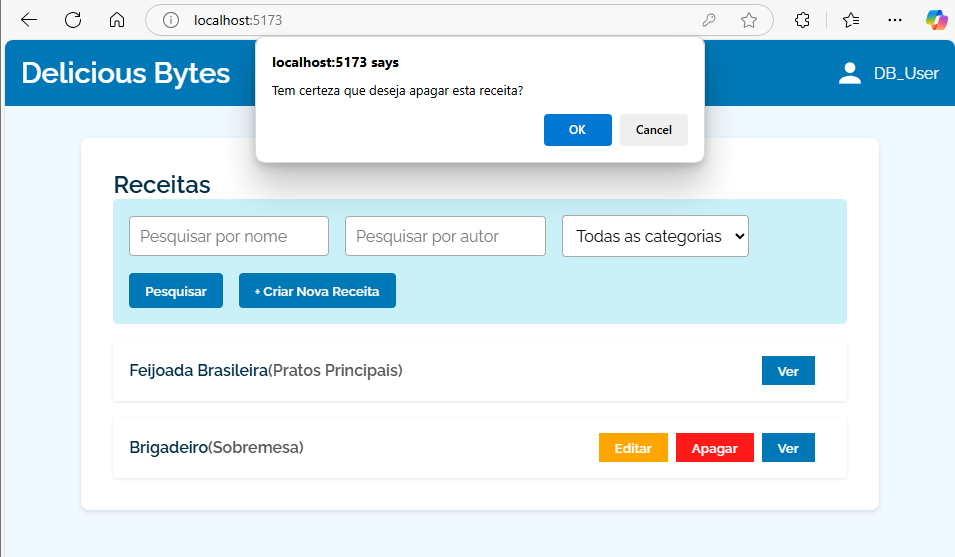 localhost:5173
localhost:5173 says
Tem certeza que deseja apagar esta receita?
OK Cancel
Delicious Bytes DB_User
Receitas
Pesquisar por nome Pesquisar por autor Todas as categorias
Pesquisar + Criar Nova Receita
Feijoada Brasileira(Pratos Principais) Ver
Brigadeiro(Sobremesa) Editar Apagar Ver